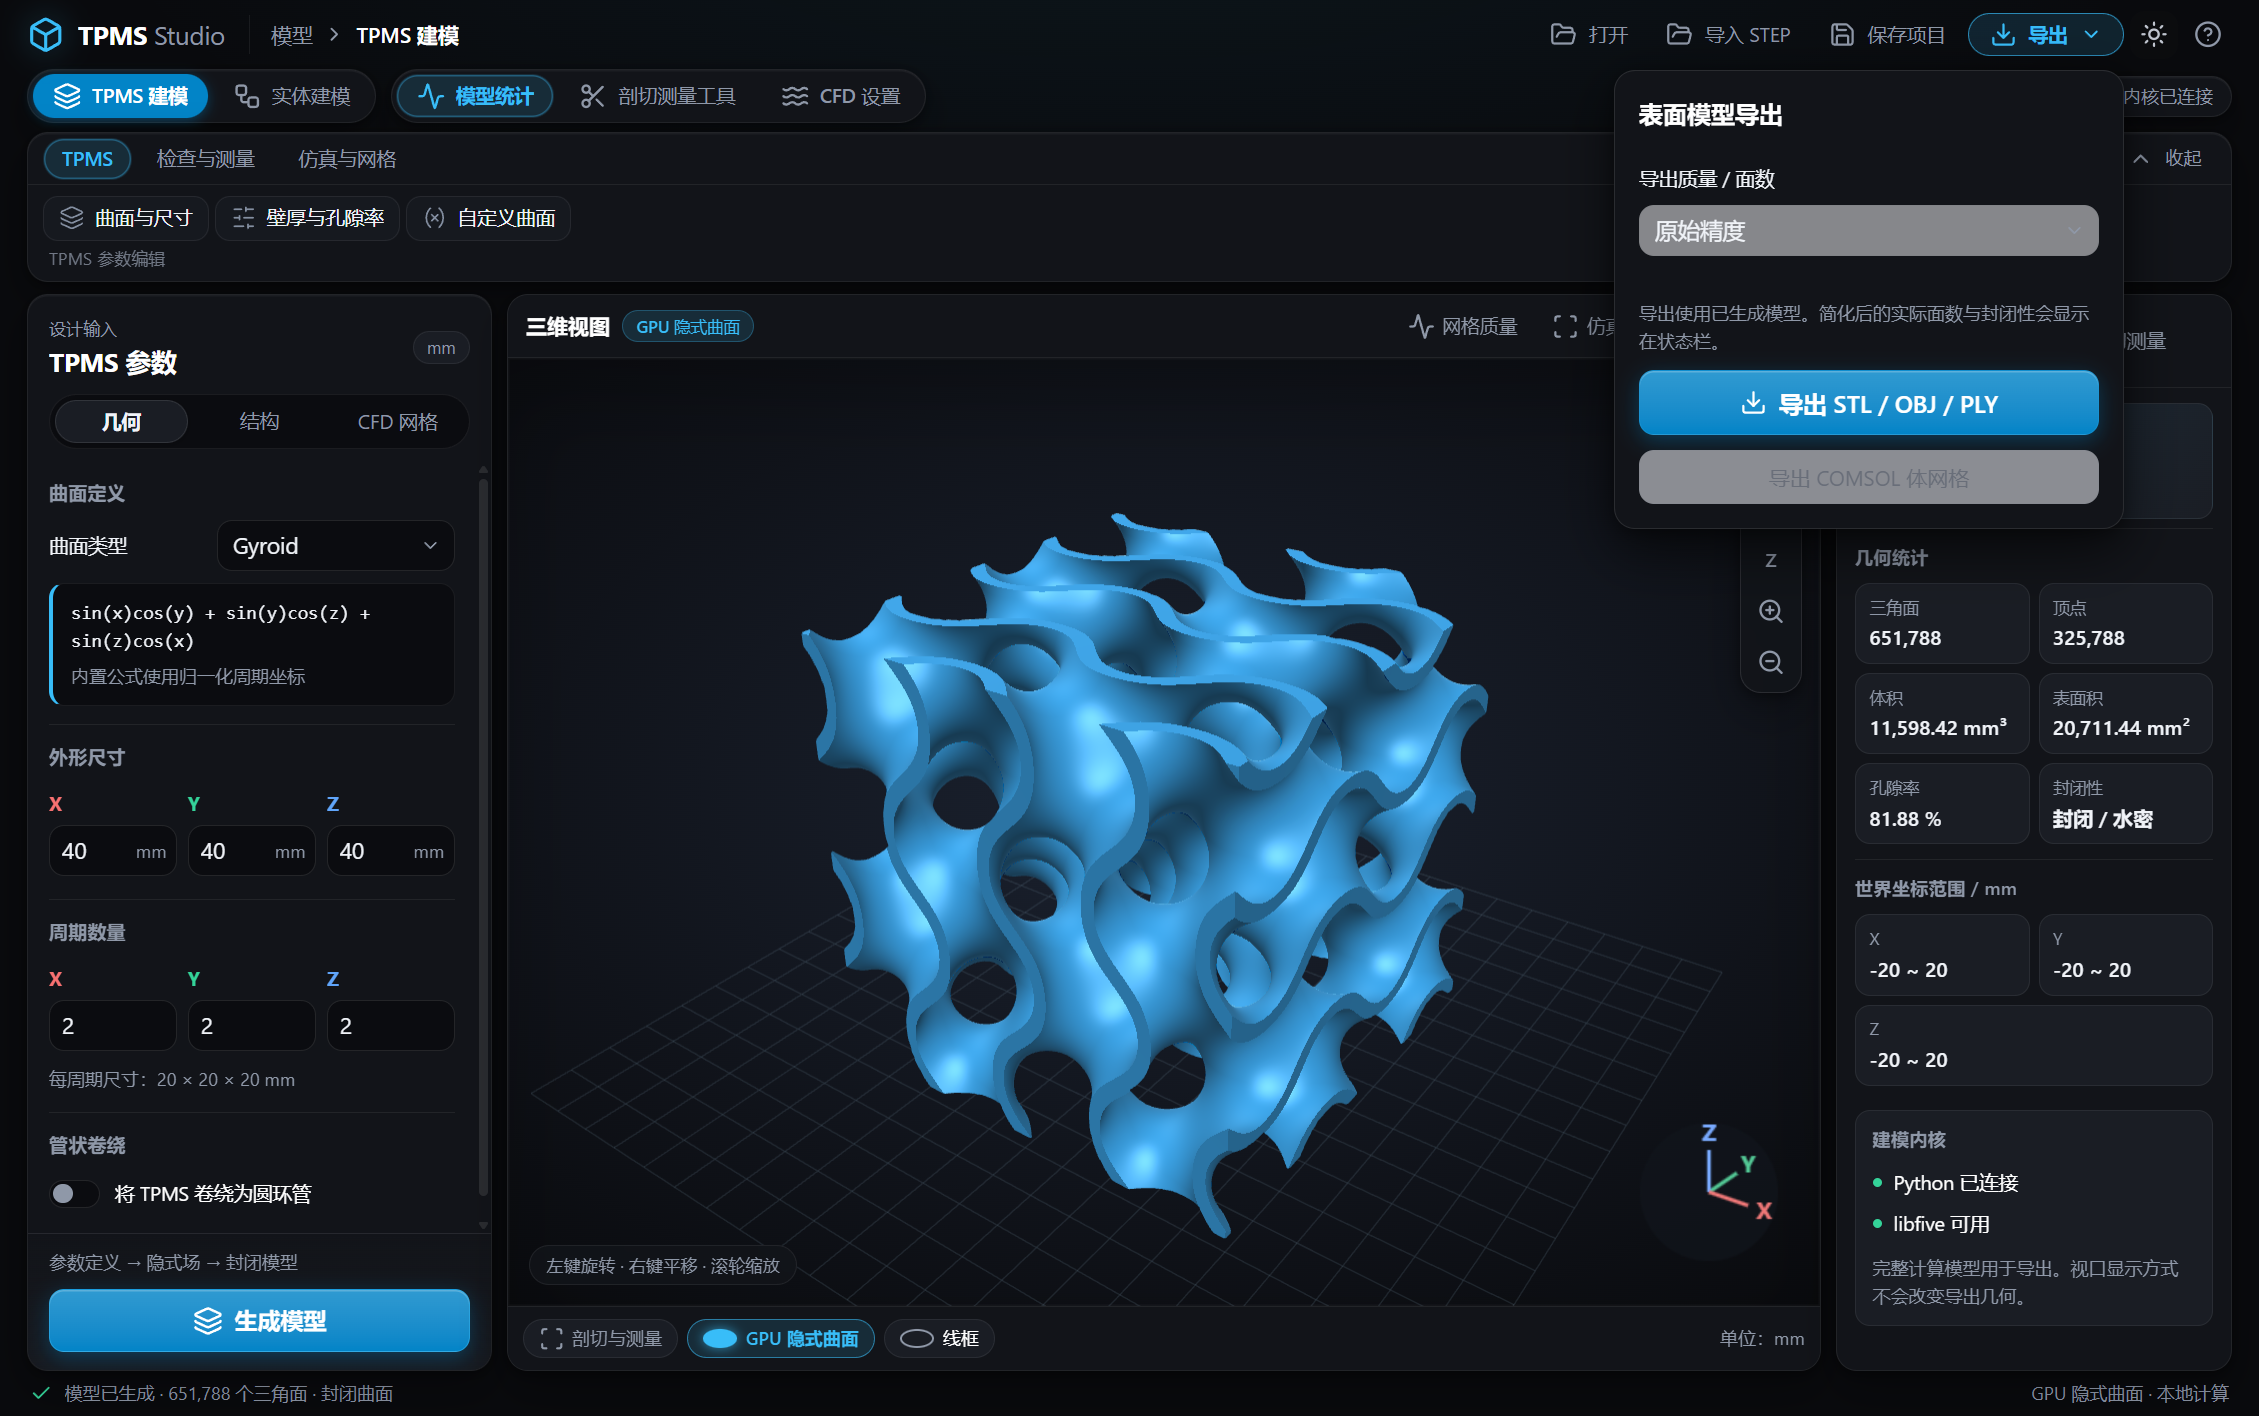 TPMS Studio
模型 > TPMS 建模
打开
导入 STEP
保存项目
导出
TPMS 建模
实体建模
模型统计
剖切测量工具
CFD 设置
内核已连接
TPMS
检查与测量
仿真与网格
收起
曲面与尺寸
壁厚与孔隙率
自定义曲面
TPMS 参数编辑
表面模型导出
导出质量 / 面数
原始精度
导出使用已生成模型。简化后的实际面数与封闭性会显示
在状态栏。
导出 STL / OBJ / PLY
导出 COMSOL 体网格
设计输入
TPMS 参数
mm
几何
结构
CFD 网格
曲面定义
曲面类型
Gyroid
sin(x)cos(y) + sin(y)cos(z) +
sin(z)cos(x)
内置公式使用归一化周期坐标
外形尺寸
X
Y
Z
40 mm
40 mm
40 mm
周期数量
X
Y
Z
2
2
2
每周期尺寸：20 × 20 × 20 mm
管状卷绕
将 TPMS 卷绕为圆环管
参数定义 → 隐式场 → 封闭模型
生成模型
三维视图
GPU 隐式曲面
网格质量
仿
测量
Z
Z
Y
X
左键旋转 · 右键平移 · 滚轮缩放
剖切与测量
GPU 隐式曲面
线框
单位：mm
几何统计
三角面
651,788
顶点
325,788
体积
11,598.42 mm³
表面积
20,711.44 mm²
孔隙率
81.88 %
封闭性
封闭 / 水密
世界坐标范围 / mm
X
-20 ~ 20
Y
-20 ~ 20
Z
-20 ~ 20
建模内核
Python 已连接
libfive 可用
完整计算模型用于导出。视口显示方式
不会改变导出几何。
模型已生成 · 651,788 个三角面 · 封闭曲面
GPU 隐式曲面 · 本地计算